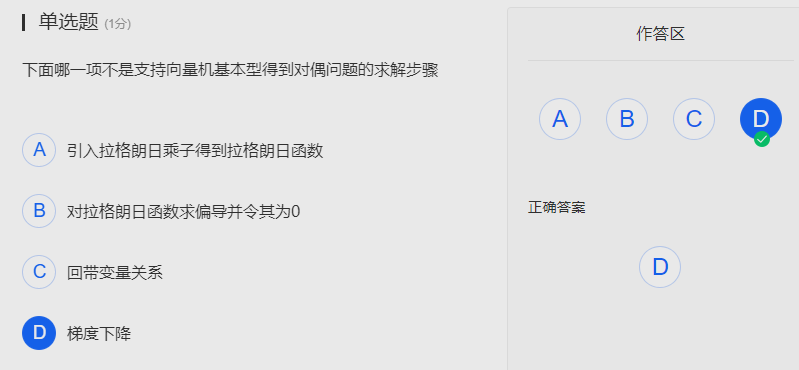 单选题 (1分)
下面哪一项不是支持向量机基本型得到对偶问题的求解步骤
A 引入拉格朗日乘子得到拉格朗日函数
B 对拉格朗日函数求偏导并令其为0
C 回带变量关系
D 梯度下降
作答区
A B C D
正确答案
D